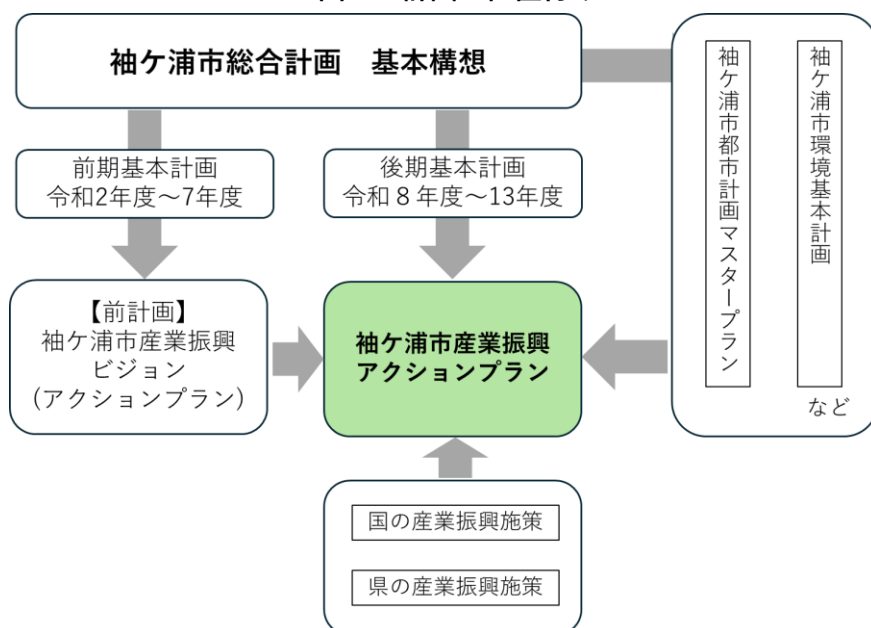 袖ケ浦市総合計画　基本構想
前期基本計画
令和2年度～7年度
後期基本計画
令和８年度～13年度
【前計画】
袖ケ浦市産業振興
ビジョン
(アクションプラン)
袖ケ浦市産業振興
アクションプラン
国の産業振興施策
県の産業振興施策
袖ケ浦市環境基本計画
袖ケ浦市都市計画マスタープラン
など